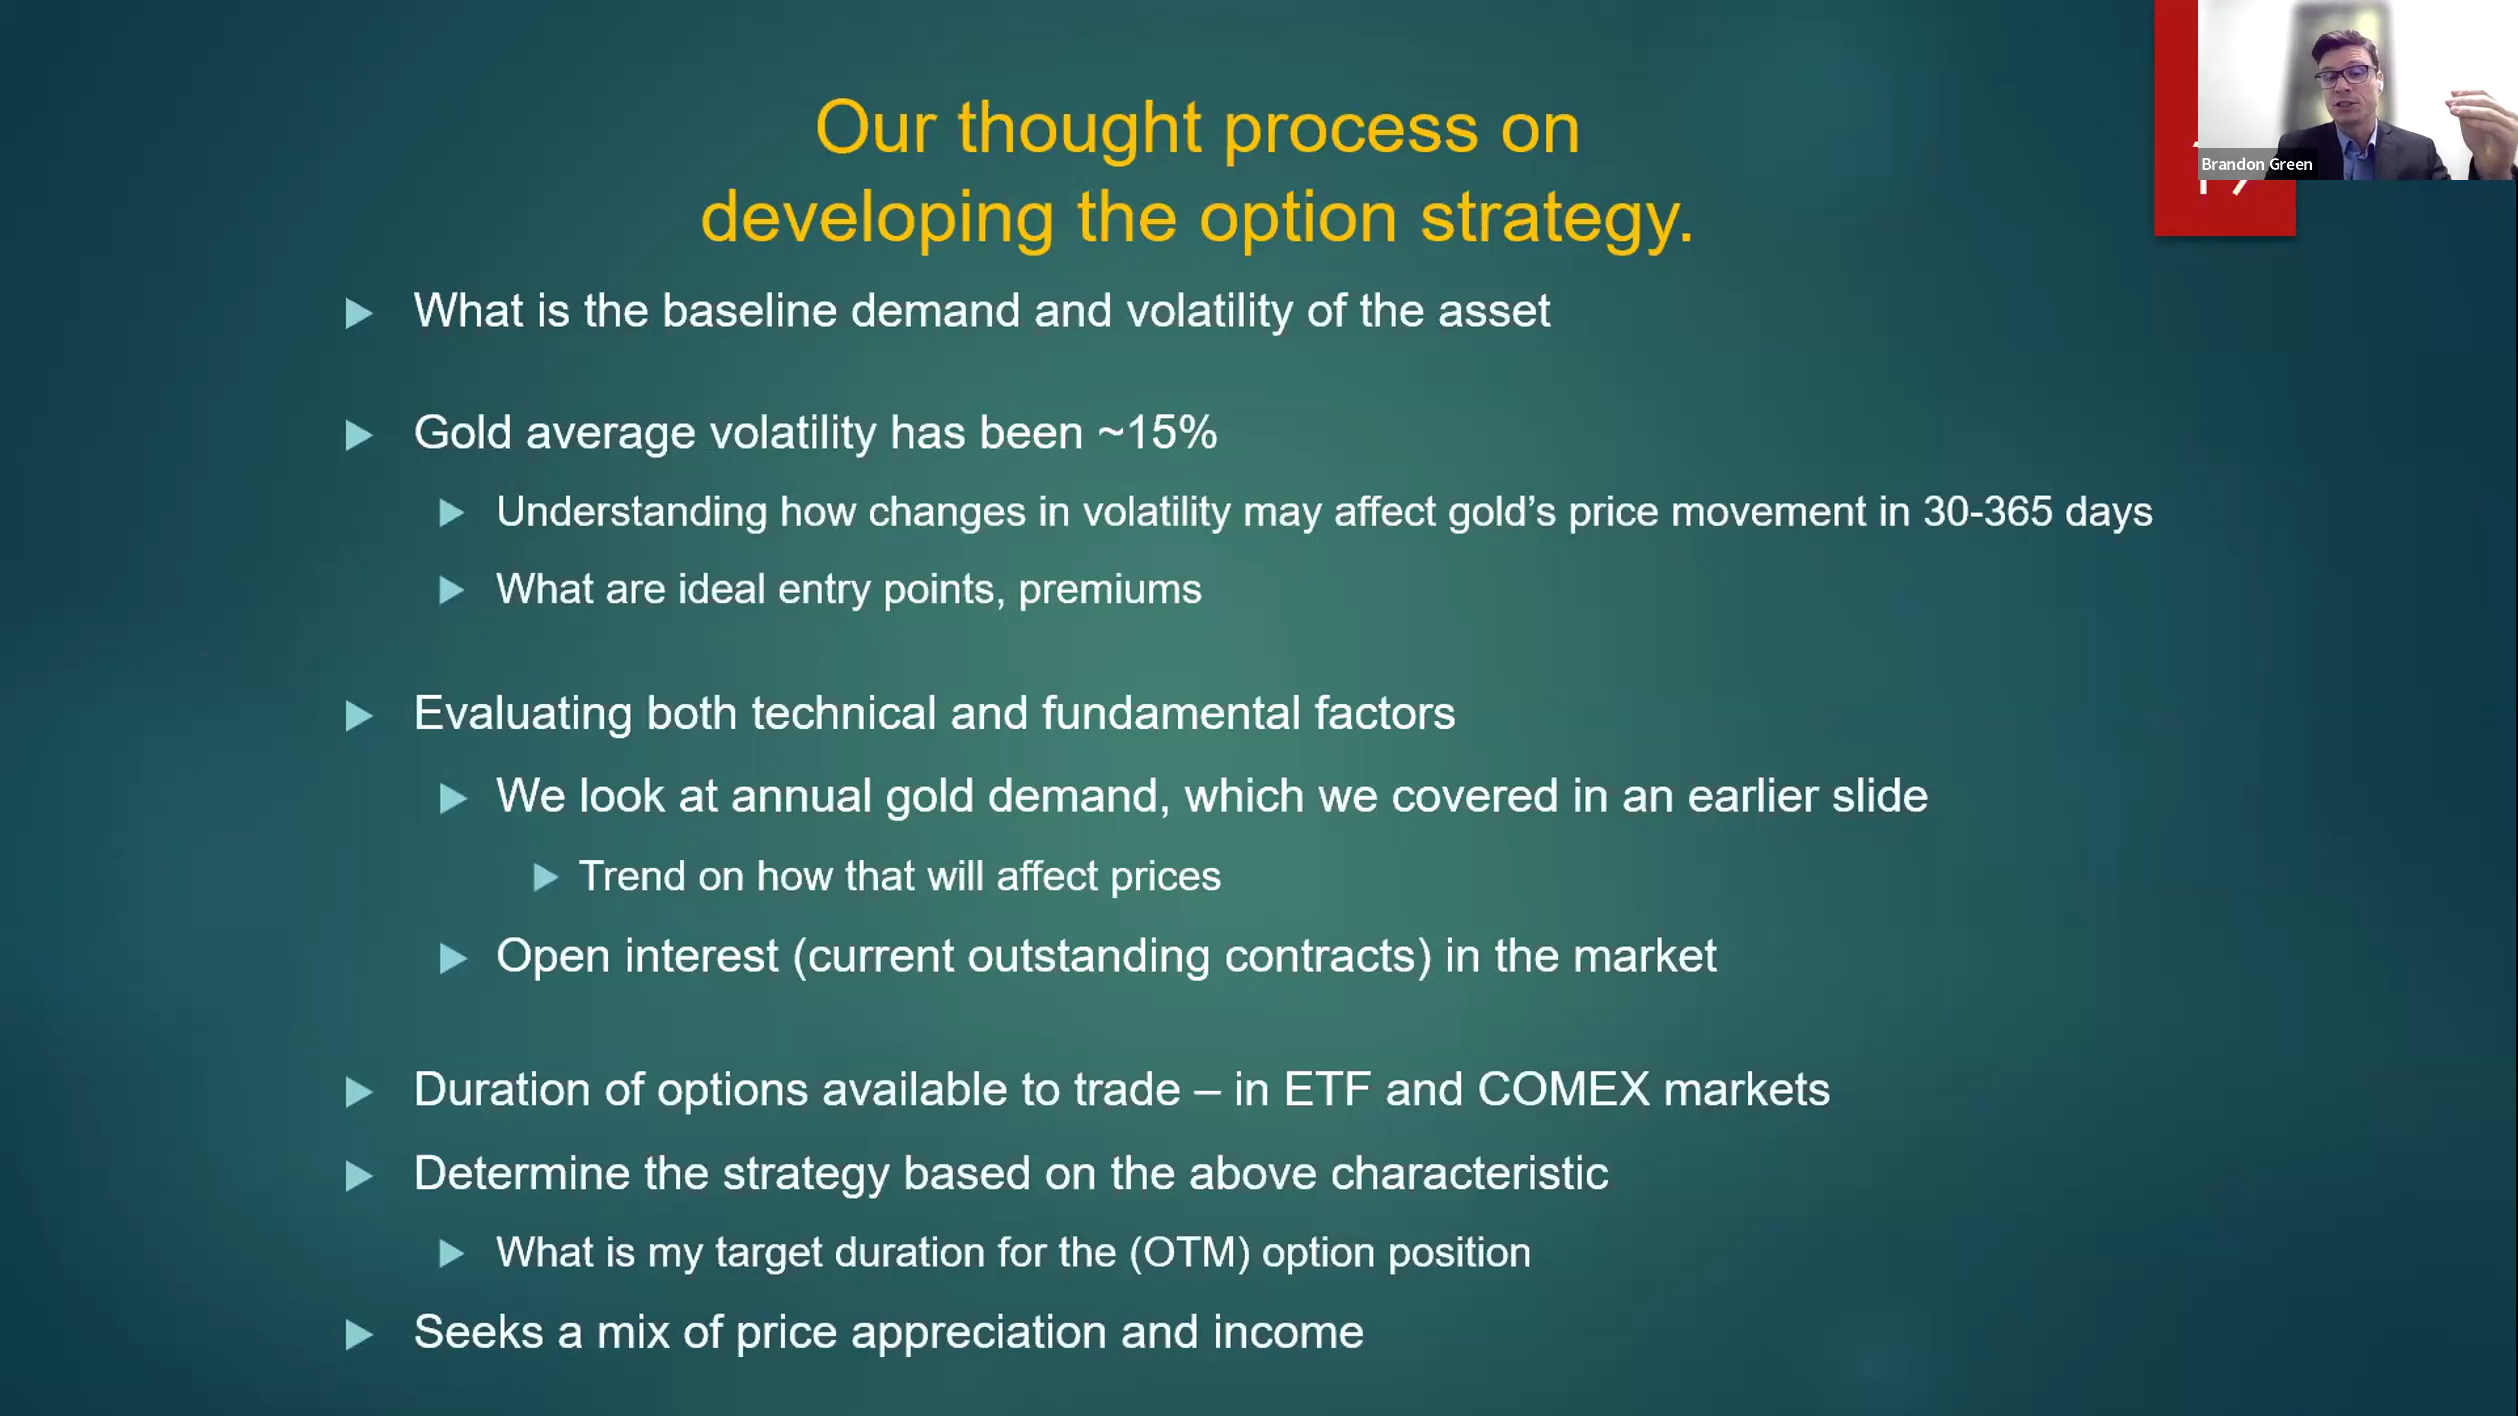 Our thought process on
developing the option strategy.
Brandon Green
What is the baseline demand and volatility of the asset
Gold average volatility has been ~15%
Understanding how changes in volatility may affect gold’s price movement in 30-365 days
What are ideal entry points, premiums
Evaluating both technical and fundamental factors
We look at annual gold demand, which we covered in an earlier slide
Trend on how that will affect prices
Open interest (current outstanding contracts) in the market
Duration of options available to trade – in ETF and COMEX markets
Determine the strategy based on the above characteristic
What is my target duration for the (OTM) option position
Seeks a mix of price appreciation and income